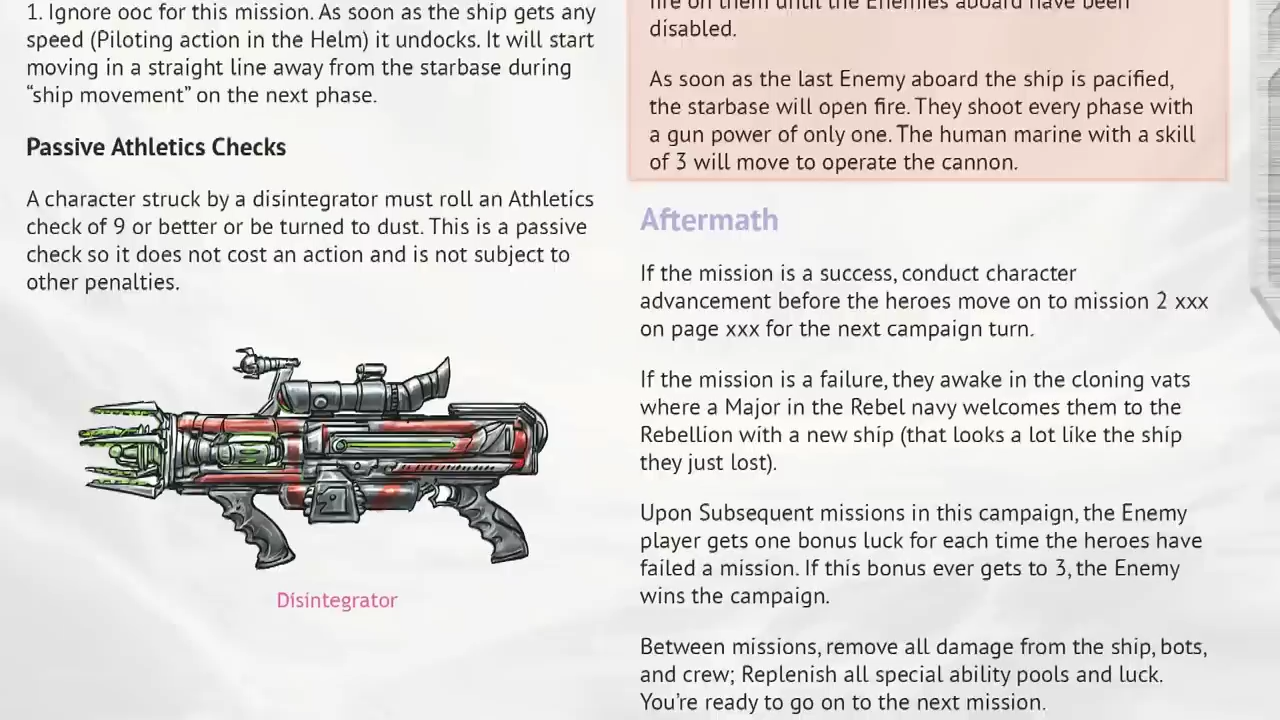 1. Ignore ooc for this mission. As soon as the ship gets any
speed (Piloting action in the Helm) it undocks. It will start
moving in a straight line away from the starbase during
“ship movement” on the next phase.
Passive Athletics Checks
A character struck by a disintegrator must roll an Athletics
check of 9 or better or be turned to dust. This is a passive
check so it does not cost an action and is not subject to
other penalties.
Disintegrator
fire on them until the Enemies aboard have been
disabled.
As soon as the last Enemy aboard the ship is pacified,
the starbase will open fire. They shoot every phase with
a gun power of only one. The human marine with a skill
of 3 will move to operate the cannon.
Aftermath
If the mission is a success, conduct character
advancement before the heroes move on to mission 2 xxx
on page xxx for the next campaign turn.
If the mission is a failure, they awake in the cloning vats
where a Major in the Rebel navy welcomes them to the
Rebellion with a new ship (that looks a lot like the ship
they just lost).
Upon Subsequent missions in this campaign, the Enemy
player gets one bonus luck for each time the heroes have
failed a mission. If this bonus ever gets to 3, the Enemy
wins the campaign.
Between missions, remove all damage from the ship, bots,
and crew; Replenish all special ability pools and luck.
You’re ready to go on to the next mission.